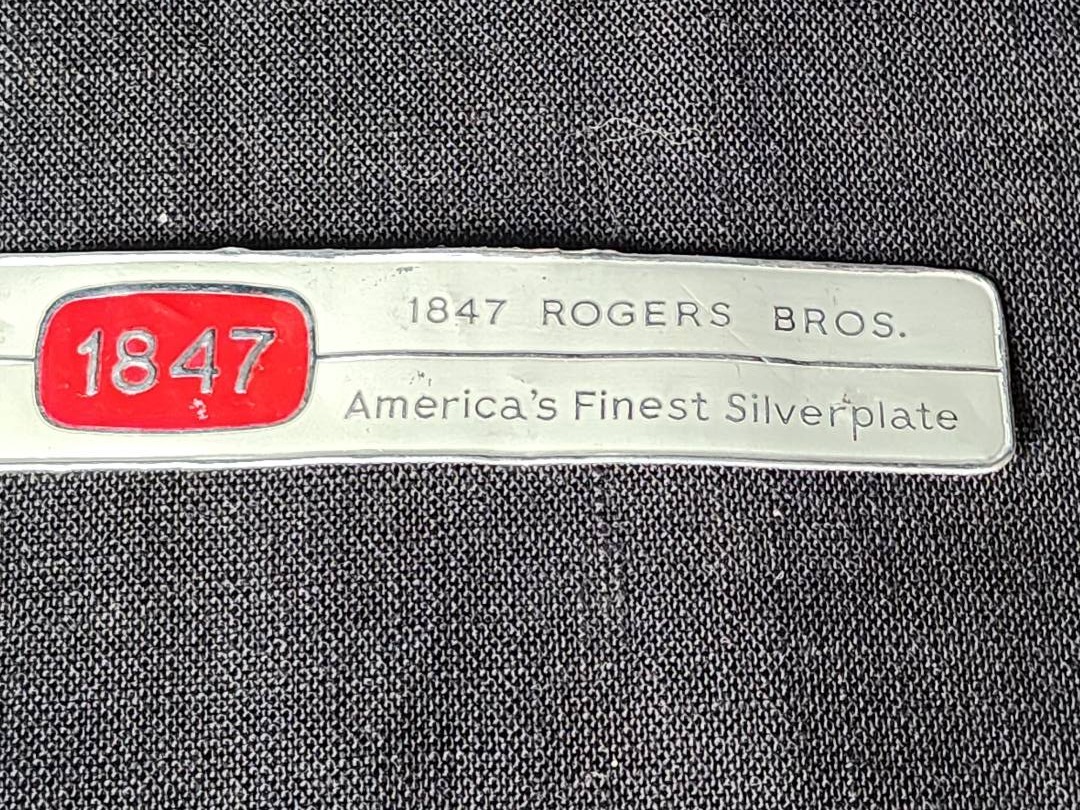 1847
1847 ROGERS BROS.
America's Finest Silverplate